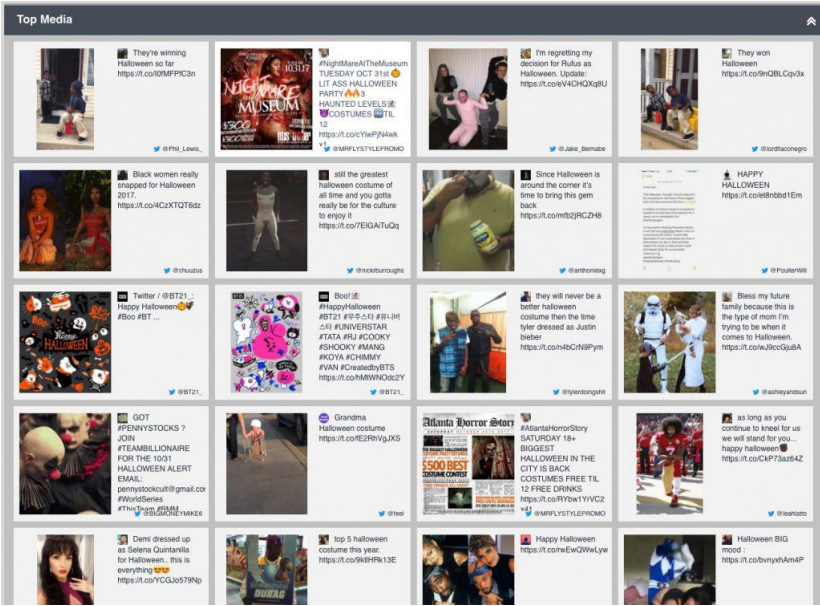 Top Media
They're winning
Halloween so far
https://t.co/I0fMFPIC3n
@Phil_Lewis_
10.31.17
NIGHTMARE
MUSEUM
#NightMareAtTheMuseum
TUESDAY OCT 31st
LIT ASS HALLOWEEN
PARTY🔥🔥3
HAUNTED LEVELS
😈COSTUMES TIL
12
https://t.co/cYiwPjN4wk
@MRFLYSTYLEPROMO
I'm regretting my
decision for Rufus as
Halloween. Update:
https://t.co/eV4CHQXq8U
@Jake_Bernabe
They won
Halloween
https://t.co/9nQBLCqv3x
@lordflaconegro
Black women really
snapped for Halloween
2017.
https://t.co/4CzXTQT6dz
@chuuzus
still the greatest
halloween costume of
all time and you gotta
really be for the culture
to enjoy it
https://t.co/7EIGAiTuQq
@nickrburroughs
Since Halloween is
around the corner it's
time to bring this gem
back
https://t.co/mfb2jRCZH8
@anthoniexg
HAPPY
HALLOWEEN
https://t.co/et8nbbd1Em
@PoulterWill
Happy
HALLOWEEN
Twitter / @BT21_:
Happy Halloween
#Boo #BT ...
@BT21_
Boo!
#HappyHalloween
#BT21 #우주스타 #유니버
스타 #UNIVERSTAR
#TATA #RJ #COOKY
#SHOOKY #MANG
#KOYA #CHIMMY
#VAN #CreatedbyBTS
https://t.co/hMtWNOdc2Y
@BT21_
they will never be a
better halloween
costume then the time
tyler dressed as Justin
bieber
https://t.co/n4bCrN9Pym
@tylerdoingshit
Bless my future
family because this is
the type of mom I'm
trying to be when it
comes to Halloween.
https://t.co/wJ9ccGju8A
@ashleyandsun
GOT
#PENNYSTOCKS ?
JOIN
#TEAMBILLIONAIRE
FOR THE 10/31
HALLOWEEN ALERT
EMAIL:
pennystockcult@gmail.com
#WorldSeries
#ThisTeam #BMM
@BIGMONEYMIKE6
Grandma
Halloween costume
https://t.co/fE2RhVgJXS
@feel
Atlanta Horror Story
$500 BEST
COSTUME CONTEST
#AtlantaHorrorStory
SATURDAY 18+
BIGGEST
HALLOWEEN IN THE
CITY IS BACK
COSTUMES FREE TIL
12 FREE DRINKS
https://t.co/RYbw1YrVC2
@MRFLYSTYLEPROMO
as long as you
continue to kneel for us
we will stand for you...
happy halloween
https://t.co/CkP73az64Z
@leahlatto
Demi dressed up
as Selena Quintanilla
for Halloween.. this is
everything😍😍
https://t.co/YCGJo579Np
DURAG
top 5 halloween
costume this year.
https://t.co/9kIHRk13E
Happy Halloween
https://t.co/rwEwQWwLyw
Halloween BIG
mood :
https://t.co/bvnyxhAm4P